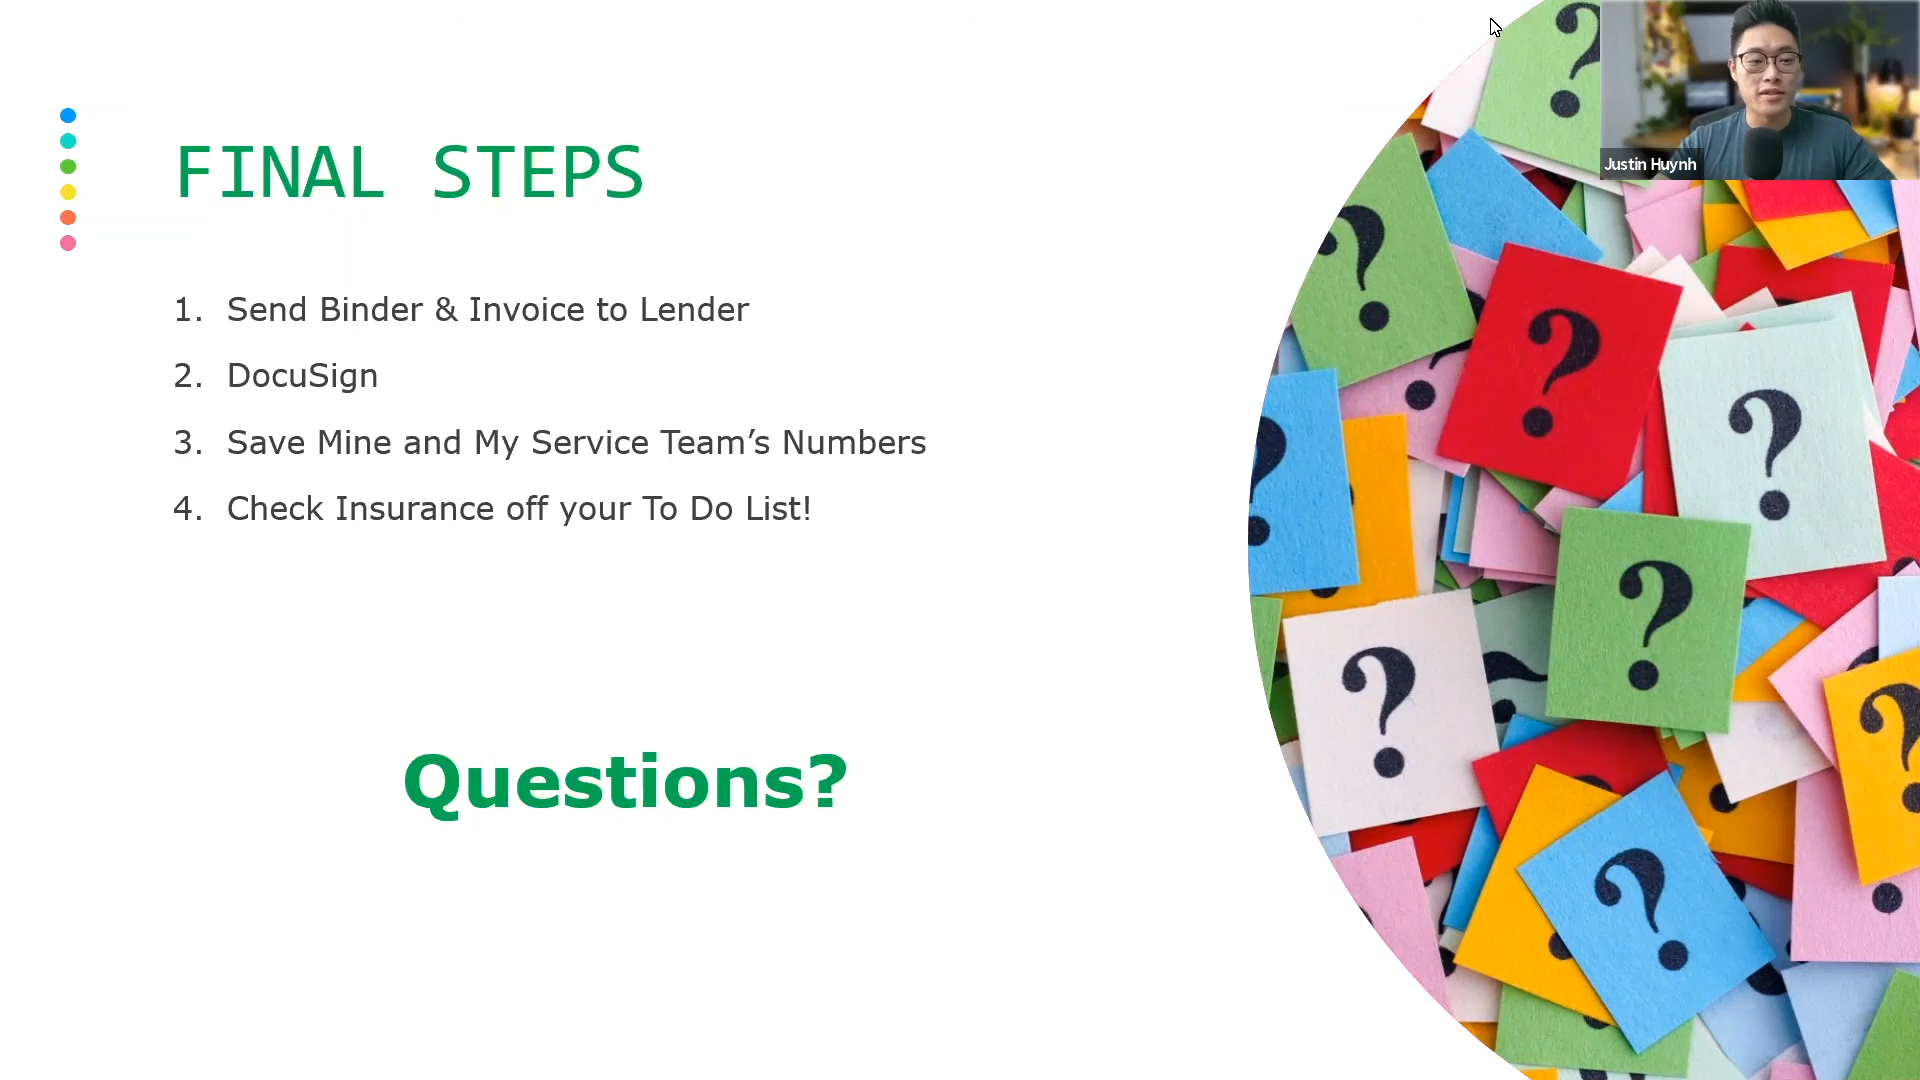 FINAL STEPS
1. Send Binder & Invoice to Lender
2. DocuSign
3. Save Mine and My Service Team’s Numbers
4. Check Insurance off your To Do List!
Questions?
?
?
?
?
?
?
?
?
?
Justin Huynh